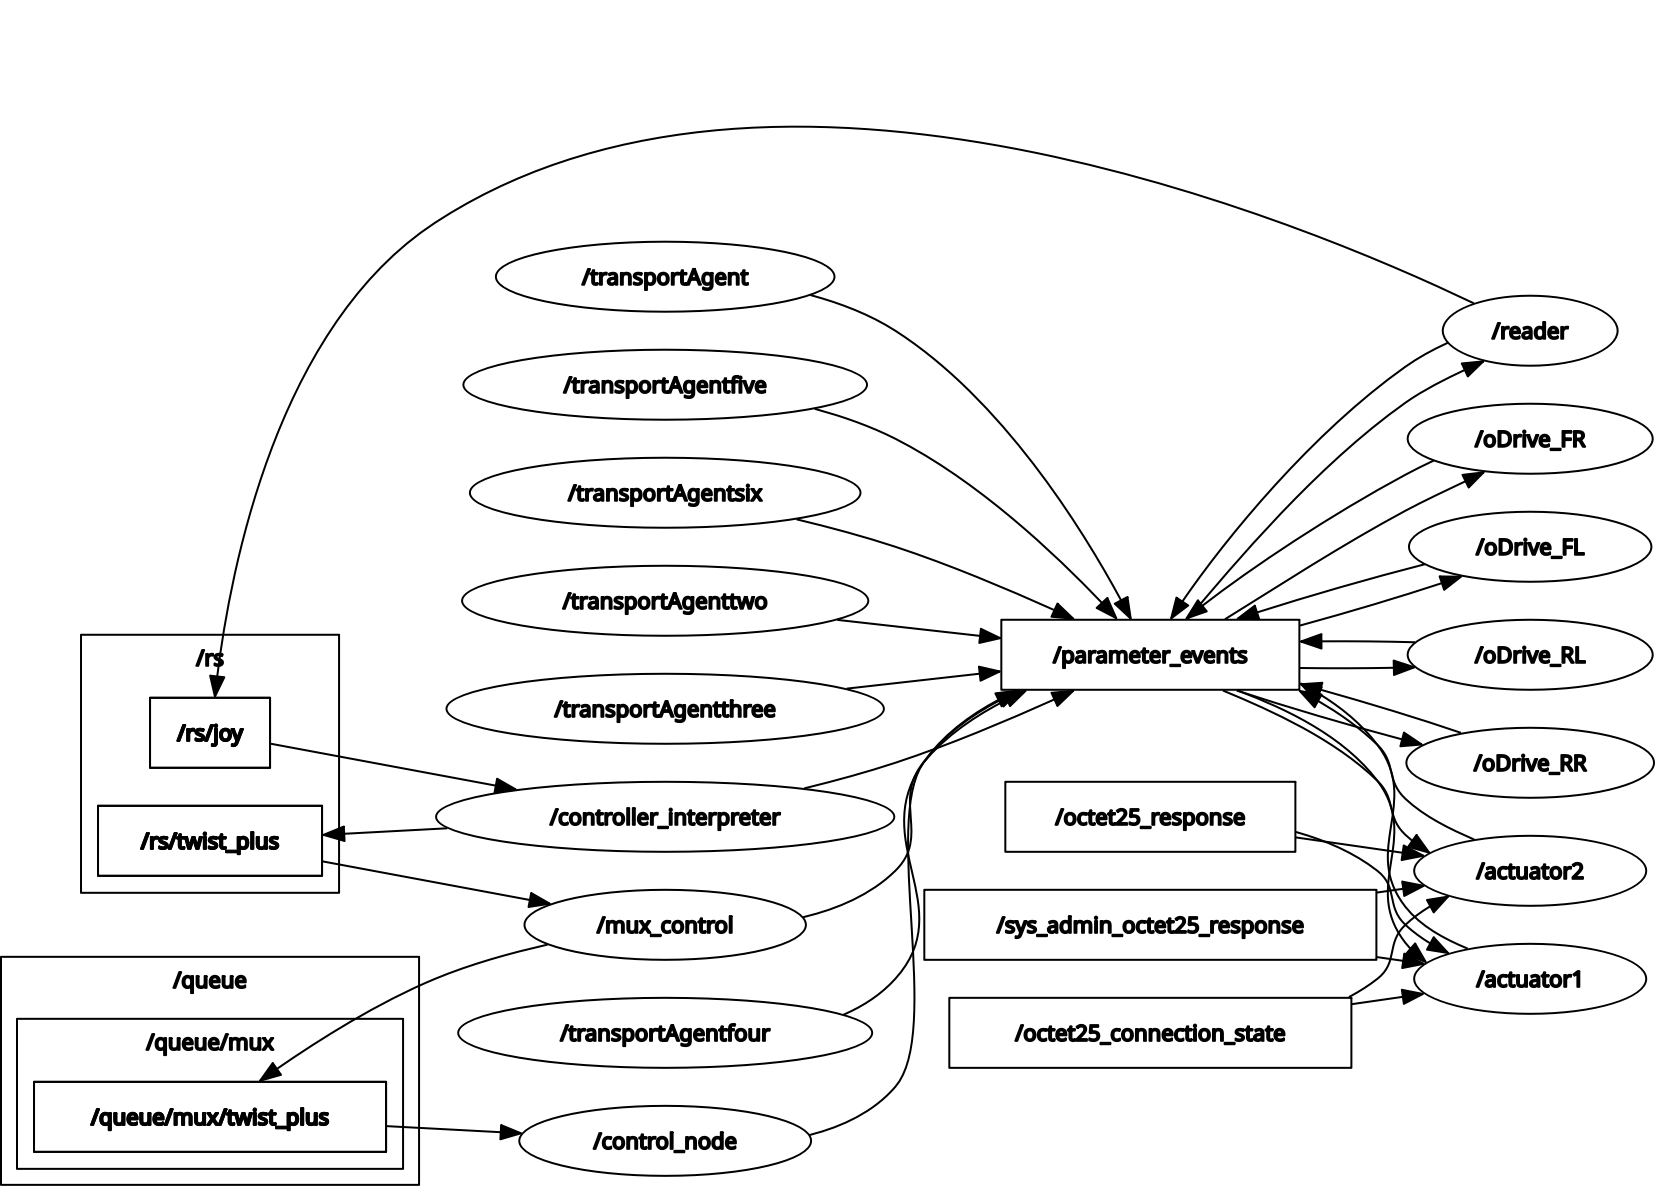 /transportAgent
/reader
/transportAgentfive
/oDrive_FR
/transportAgentsix
/oDrive_FL
/transportAgenttwo
/rs
/parameter_events
/oDrive_RL
/transportAgentthree
/rs/joy
/oDrive_RR
/controller_interpreter
/octet25_response
/rs/twist_plus
/actuator2
/mux_control
/sys_admin_octet25_response
/queue
/actuator1
/queue/mux
/transportAgentfour
/octet25_connection_state
/queue/mux/twist_plus
/control_node